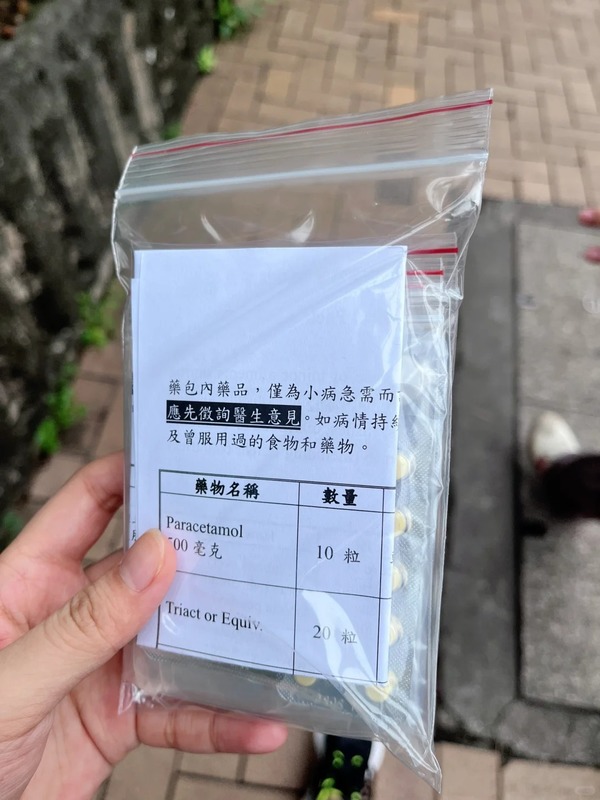 藥包內藥品，僅為小病急需而
應先徵詢醫生意見。如病情持
及曾服用過的食物和藥物。
藥物名稱 數量
Paracetamol
500 毫克 10 粒
Triact or Equiv. 20 粒